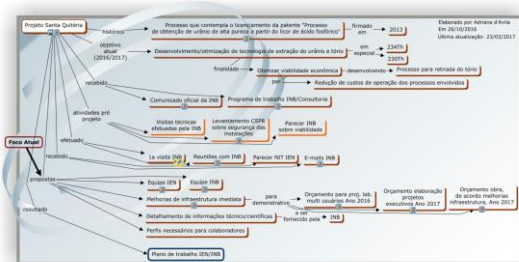 Projeto Santa Quitéria
histórico
Processo que contempla o licenciamento da patente "Processo
de obtenção de urânio de alta pureza a partir do licor de ácido fosfórico"
firmado
em
2013
Elaborado por Adriana d'Avila
Em 26/10/2016
Última atualização: 23/03/2017
objetivo
atual
(2016/2017)
Desenvolvimento/otimização de tecnologia de extração do urânio e tório
em
especial
234Th
230Th
finalidade
Otimizar viabilidade econômica
desenvolvendo
Processo para retirada do tório
por
Redução de custos de operação dos processos envolvidos
recebido
Comunicado oficial da INB
Programa de trabalho INB/Consultoria
atividades pré
projeto
Visitas técnicas
efetuadas pela INB
Levantamento CSPR
sobre segurança das
instalações
Parecer INB
sobre viabilidade
Foco Atual
efetuado
recebido
1a visita INB
Reuniões com INB
Parecer NIT IEN
E-mails INB
propostas
Equipe IEN
Equipe INB
Melhorias de infraestrutura imediata
para
demonstrativo
Orçamento para proj. lab.
multi usuários Ano 2016
Orçamento elaboração
projetos
executivos Ano 2017
Orçamento obra,
de acordo melhorias
infraestrutura, Ano 2017
Detalhamento de informações técnico/científicas
a ser
fornecido pela
INB
Perfis necessários para colaboradores
resultado
Plano de trabalho IEN/INB